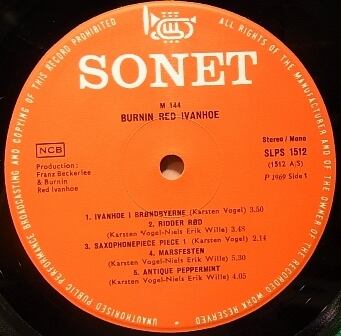 ALL RIGHTS OF THE MANUFACTURER AND OF THE OWNER OF THE RECORDED WORK RESERVED
UNAUTHORISED PUBLIC PERFORMANCE BROADCASTING AND COPYING OF THIS RECORD PROHIBITED
SONET
M 144
BURNIN RED IVANHOE
NCB
Stereo / Mono
SLPS 1512
(1512 A/S)
P 1969 Side 1
Production :
Franz Beckerlee
& Burnin
Red Ivanhoe
1. IVANHOE I BRØNDBYERNE (Karsten Vogel) 3.50
2. RIDDER RØD
(Karsten Vogel-Niels Erik Wille) 3.48
3. SAXOPHONEPIECE PIECE 1 (Karsten Vogel) 2.14
4. MARSFESTEN
(Karsten Vogel-Niels Erik Wille) 5.30
5. ANTIQUE PEPPERMINT
(Karsten Vogel-Niels Erik Wille) 4.05